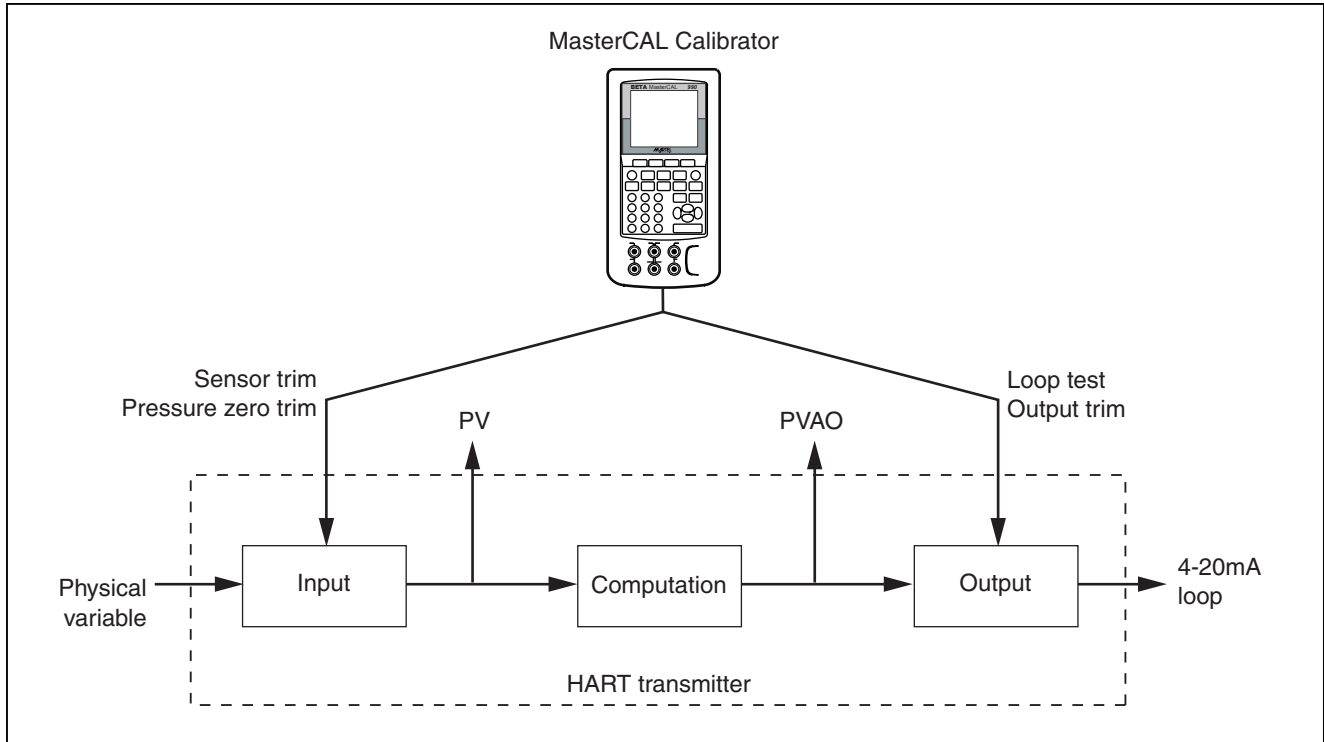 MasterCAL Calibrator
BETA MasterCAL 990
Sensor trim
Pressure zero trim
Loop test
Output trim
PV
PVAO
Physical
variable
Input
Computation
Output
4-20mA
loop
HART transmitter